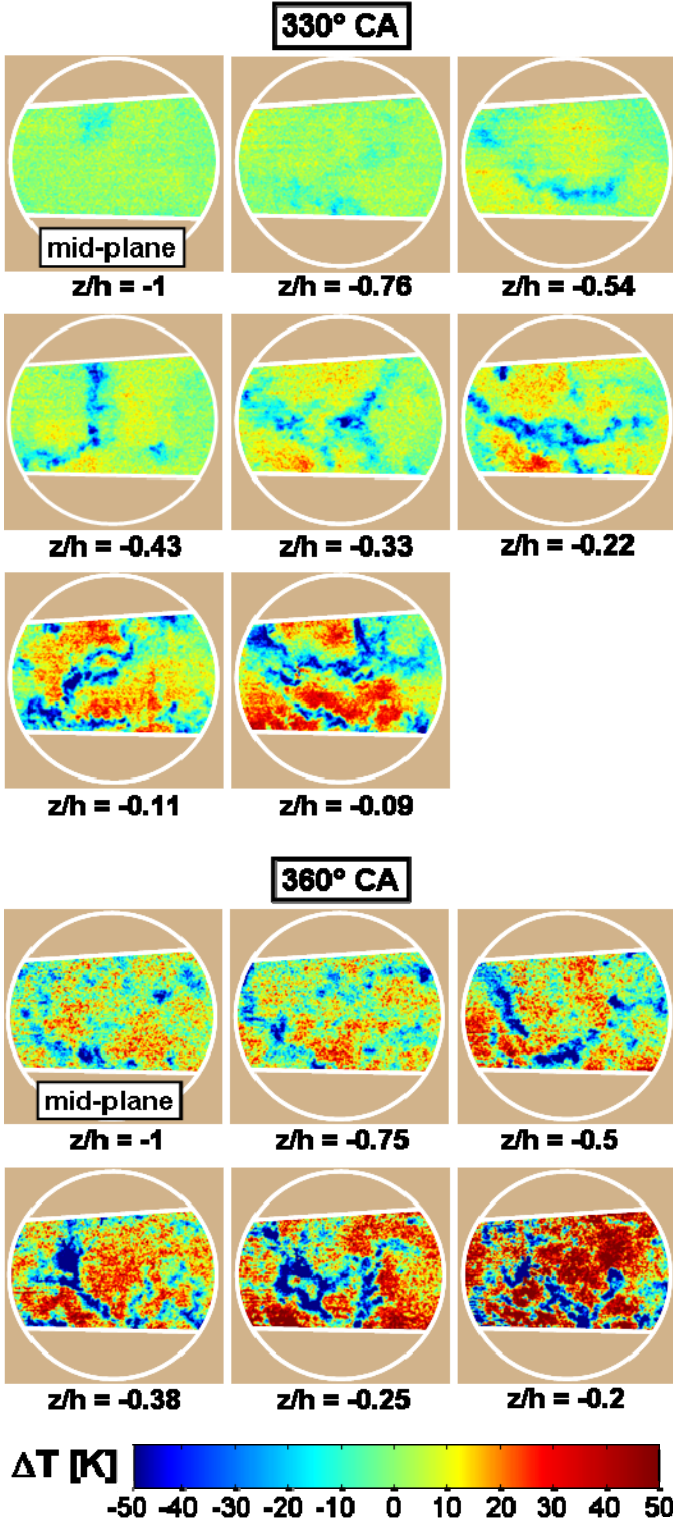 330° CA
mid-plane
z/h = -1
z/h = -0.76
z/h = -0.54
z/h = -0.43
z/h = -0.33
z/h = -0.22
z/h = -0.11
z/h = -0.09
360° CA
mid-plane
z/h = -1
z/h = -0.75
z/h = -0.5
z/h = -0.38
z/h = -0.25
z/h = -0.2
ΔT [K]
-50 -40 -30 -20 -10 0 10 20 30 40 50